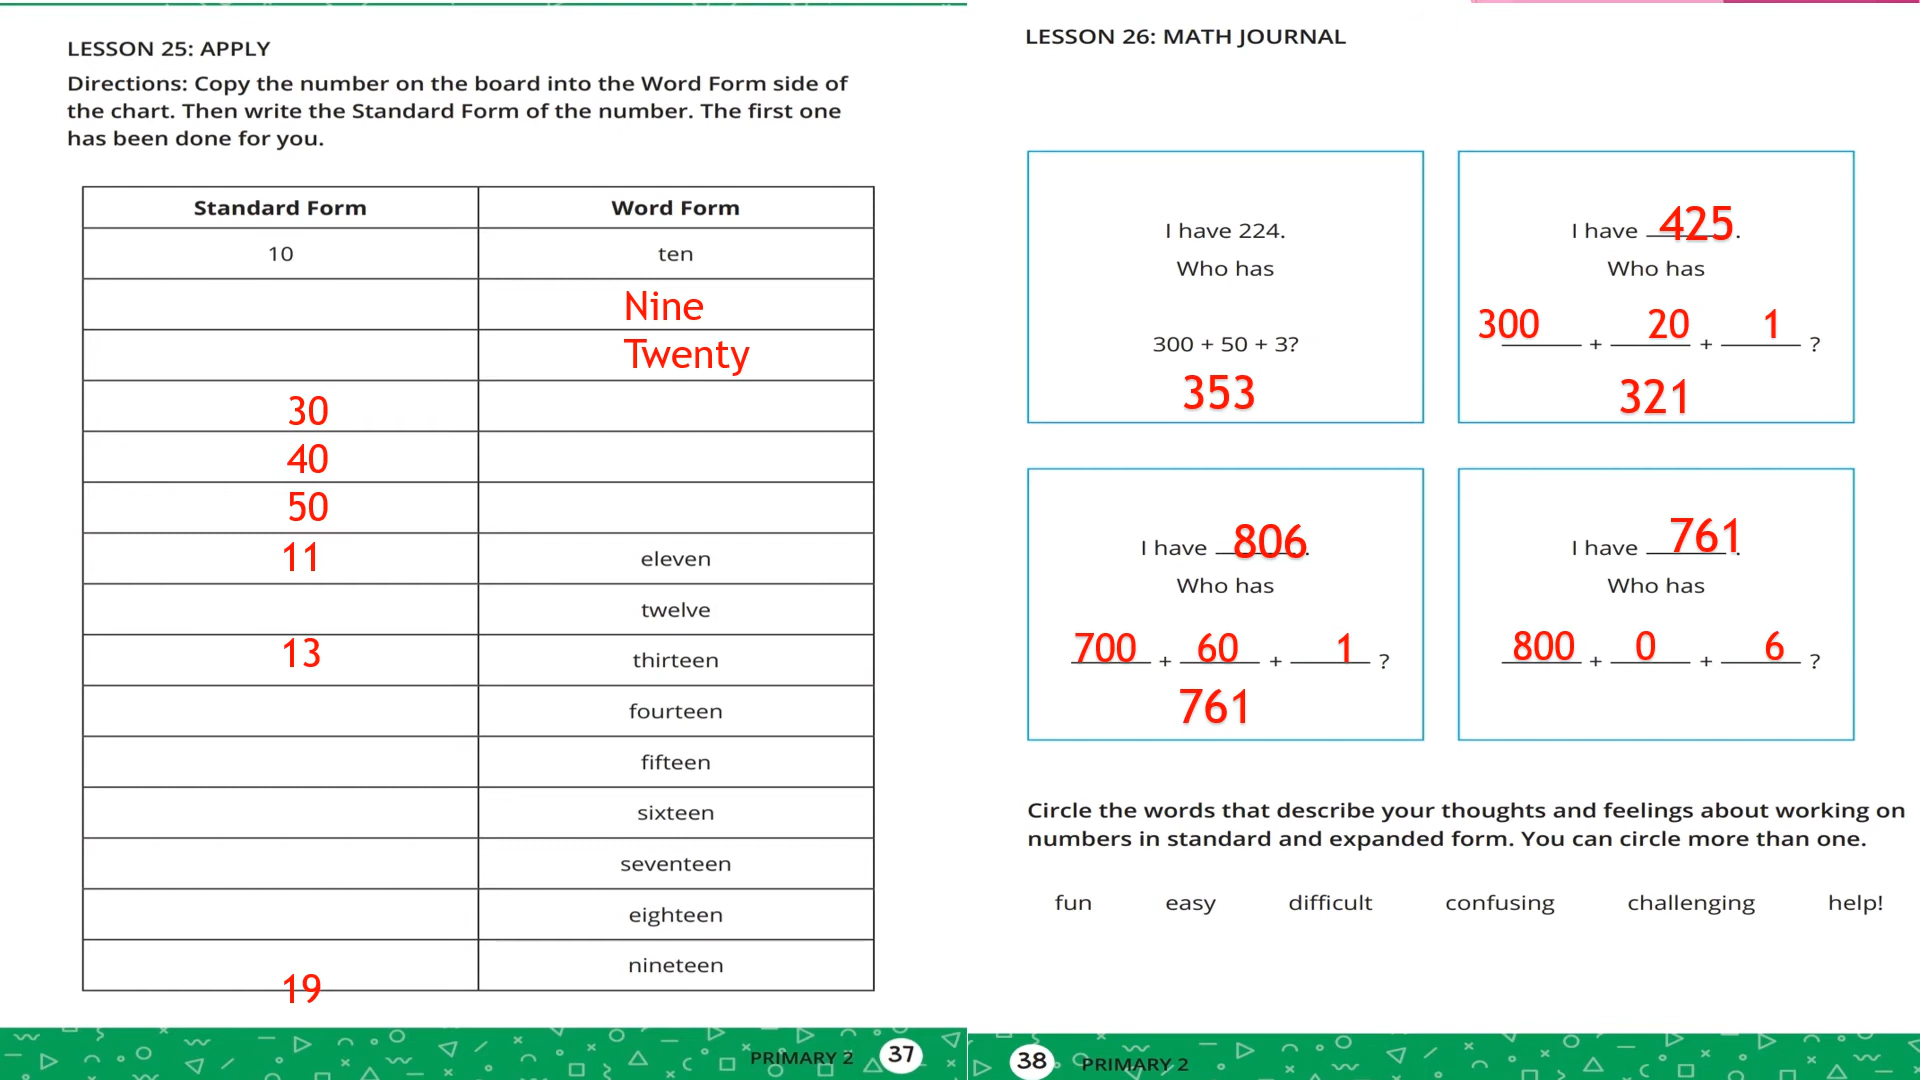 LESSON 25: APPLY
Directions: Copy the number on the board into the Word Form side of
the chart. Then write the Standard Form of the number. The first one
has been done for you.
Standard Form Word Form
10 ten
Nine
Twenty
30
40
50
11 eleven
twelve
13 thirteen
fourteen
fifteen
sixteen
seventeen
eighteen
nineteen
19
PRIMARY 2 37
LESSON 26: MATH JOURNAL
I have 224.
Who has
300 + 50 + 3?
353
I have 425.
Who has
300 + 20 + 1 ?
321
I have 806.
Who has
700 + 60 + 1 ?
761
I have 761.
Who has
800 + 0 + 6 ?
Circle the words that describe your thoughts and feelings about working on
numbers in standard and expanded form. You can circle more than one.
fun easy difficult confusing challenging help!
38 PRIMARY 2